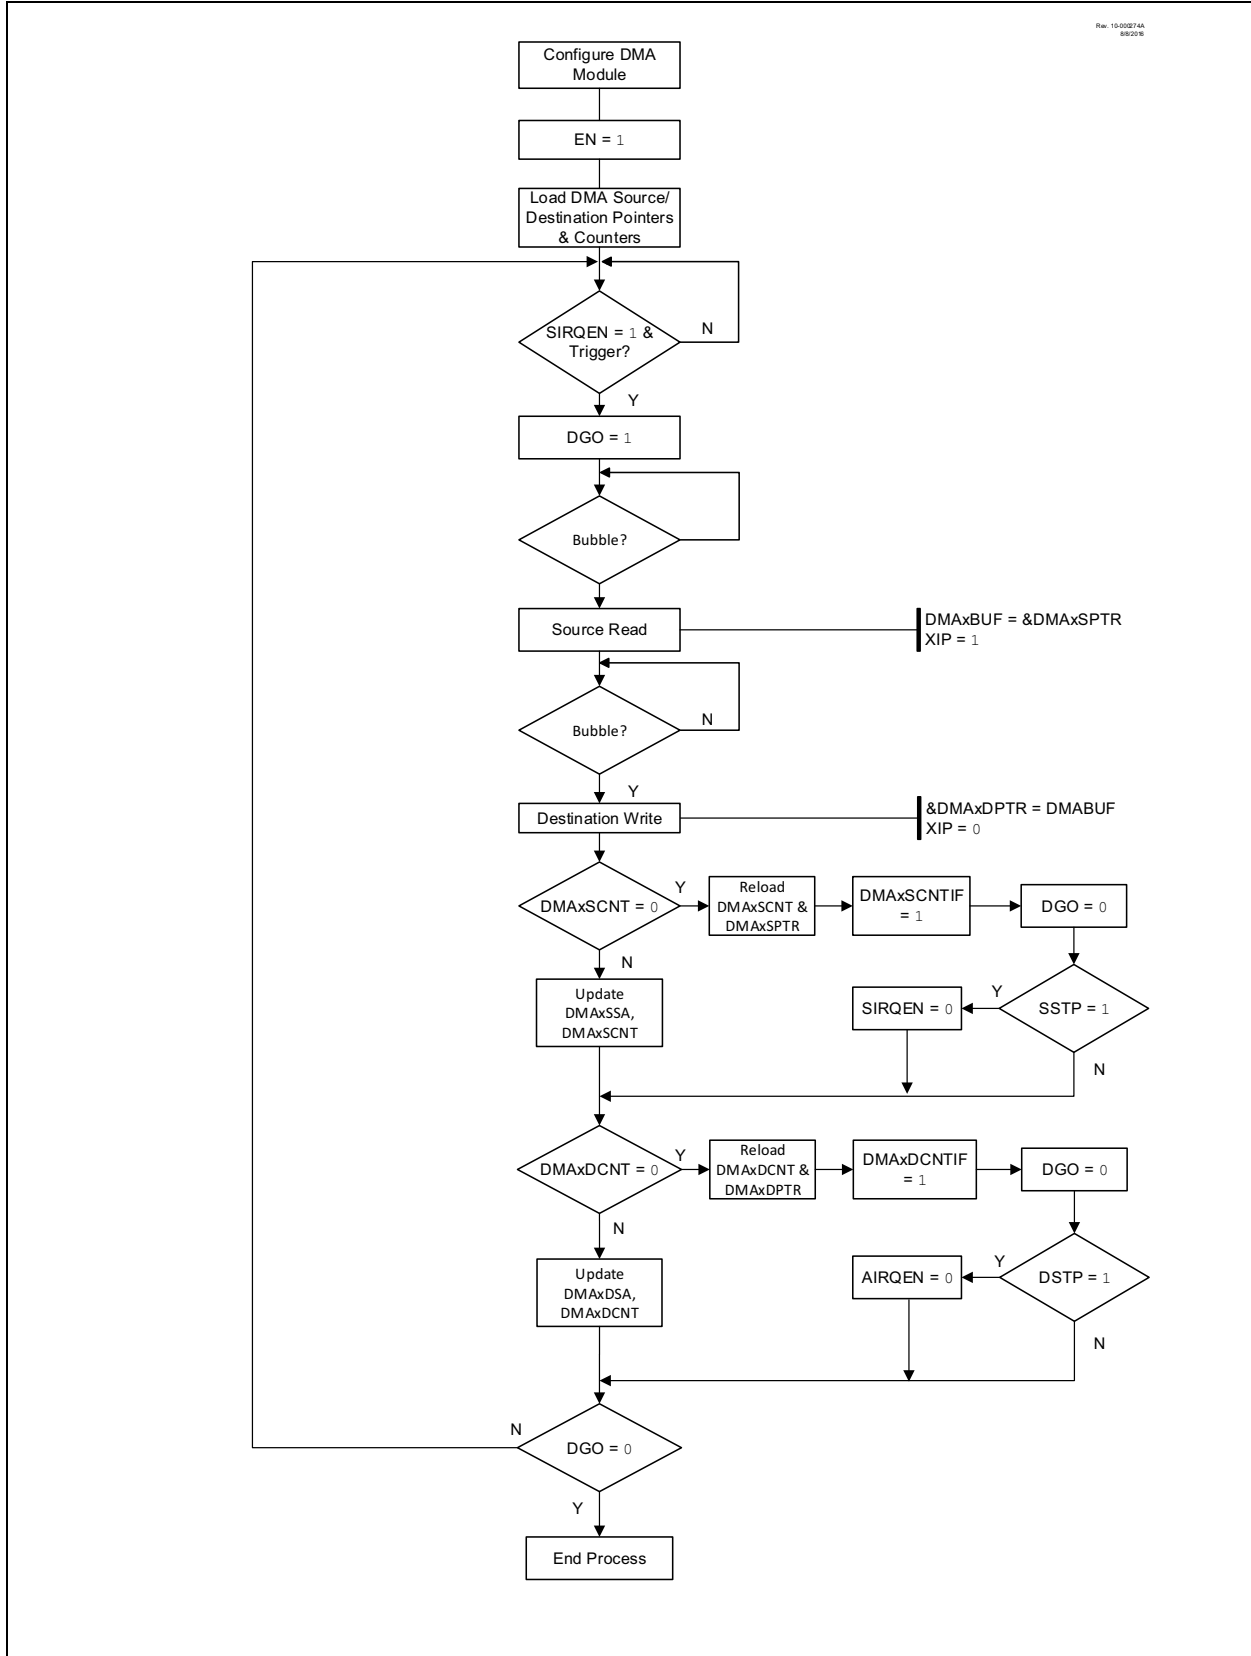 Rev. 10-000274A
8/8/2016
Configure DMA
Module
EN = 1
Load DMA Source/
Destination Pointers
& Counters
SIRQEN = 1 &
Trigger?
N
Y
DGO = 1
Bubble?
Source Read
DMAxBUF = &DMAxSPTR
XIP = 1
Bubble?
N
Y
Destination Write
&DMAxDPTR = DMABUF
XIP = 0
DMAxSCNT = 0
Y
Reload
DMAxSCNT &
DMAxSPTR
DMAxSCNTIF
= 1
DGO = 0
N
Update
DMAxSSA,
DMAxSCNT
SIRQEN = 0
Y
SSTP = 1
N
DMAxDCNT = 0
Y
Reload
DMAxDCNT &
DMAxDPTR
DMAxDCNTIF
= 1
DGO = 0
N
Update
DMAxDSA,
DMAxDCNT
AIRQEN = 0
Y
DSTP = 1
N
N
DGO = 0
Y
End Process